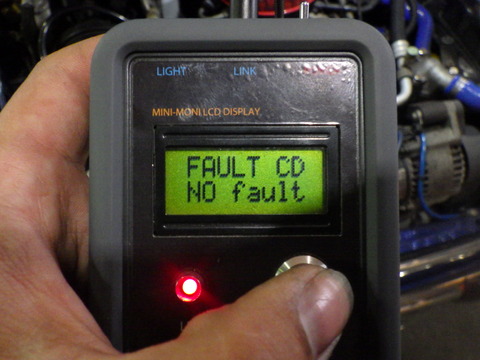 LIGHT LINK
MINI-MONI LCD DISPLAY
FAULT CD
NO fault